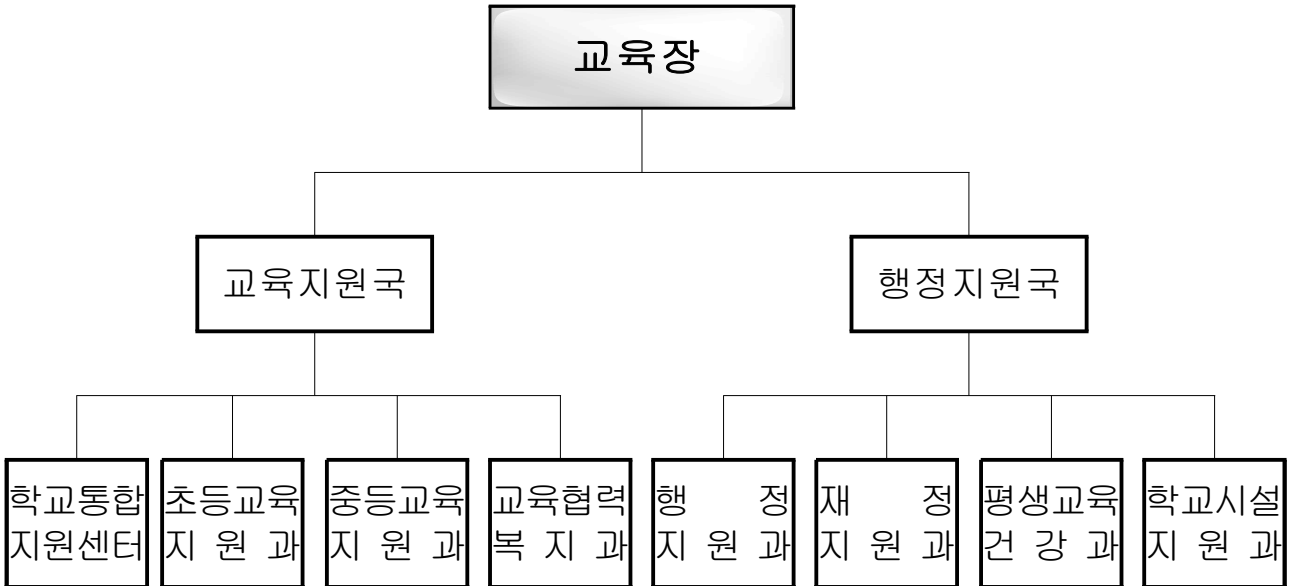 교육장
교육지원국
행정지원국
학교통합
지원센터
초등교육
지 원 과
중등교육
지 원 과
교육협력
복 지 과
행 정
지 원 과
재 정
지 원 과
평생교육
건 강 과
학교시설
지 원 과